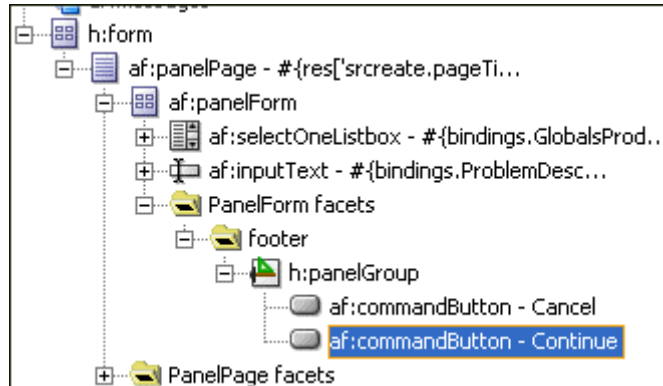 h:form
af:panelPage - #{res['srcreate.pageTi...
af:panelForm
af:selectOneListbox - #{bindings.GlobalsProd...
af:inputText - #{bindings.ProblemDesc...
PanelForm facets
footer
h:panelGroup
af:commandButton - Cancel
af:commandButton - Continue
PanelPage facets